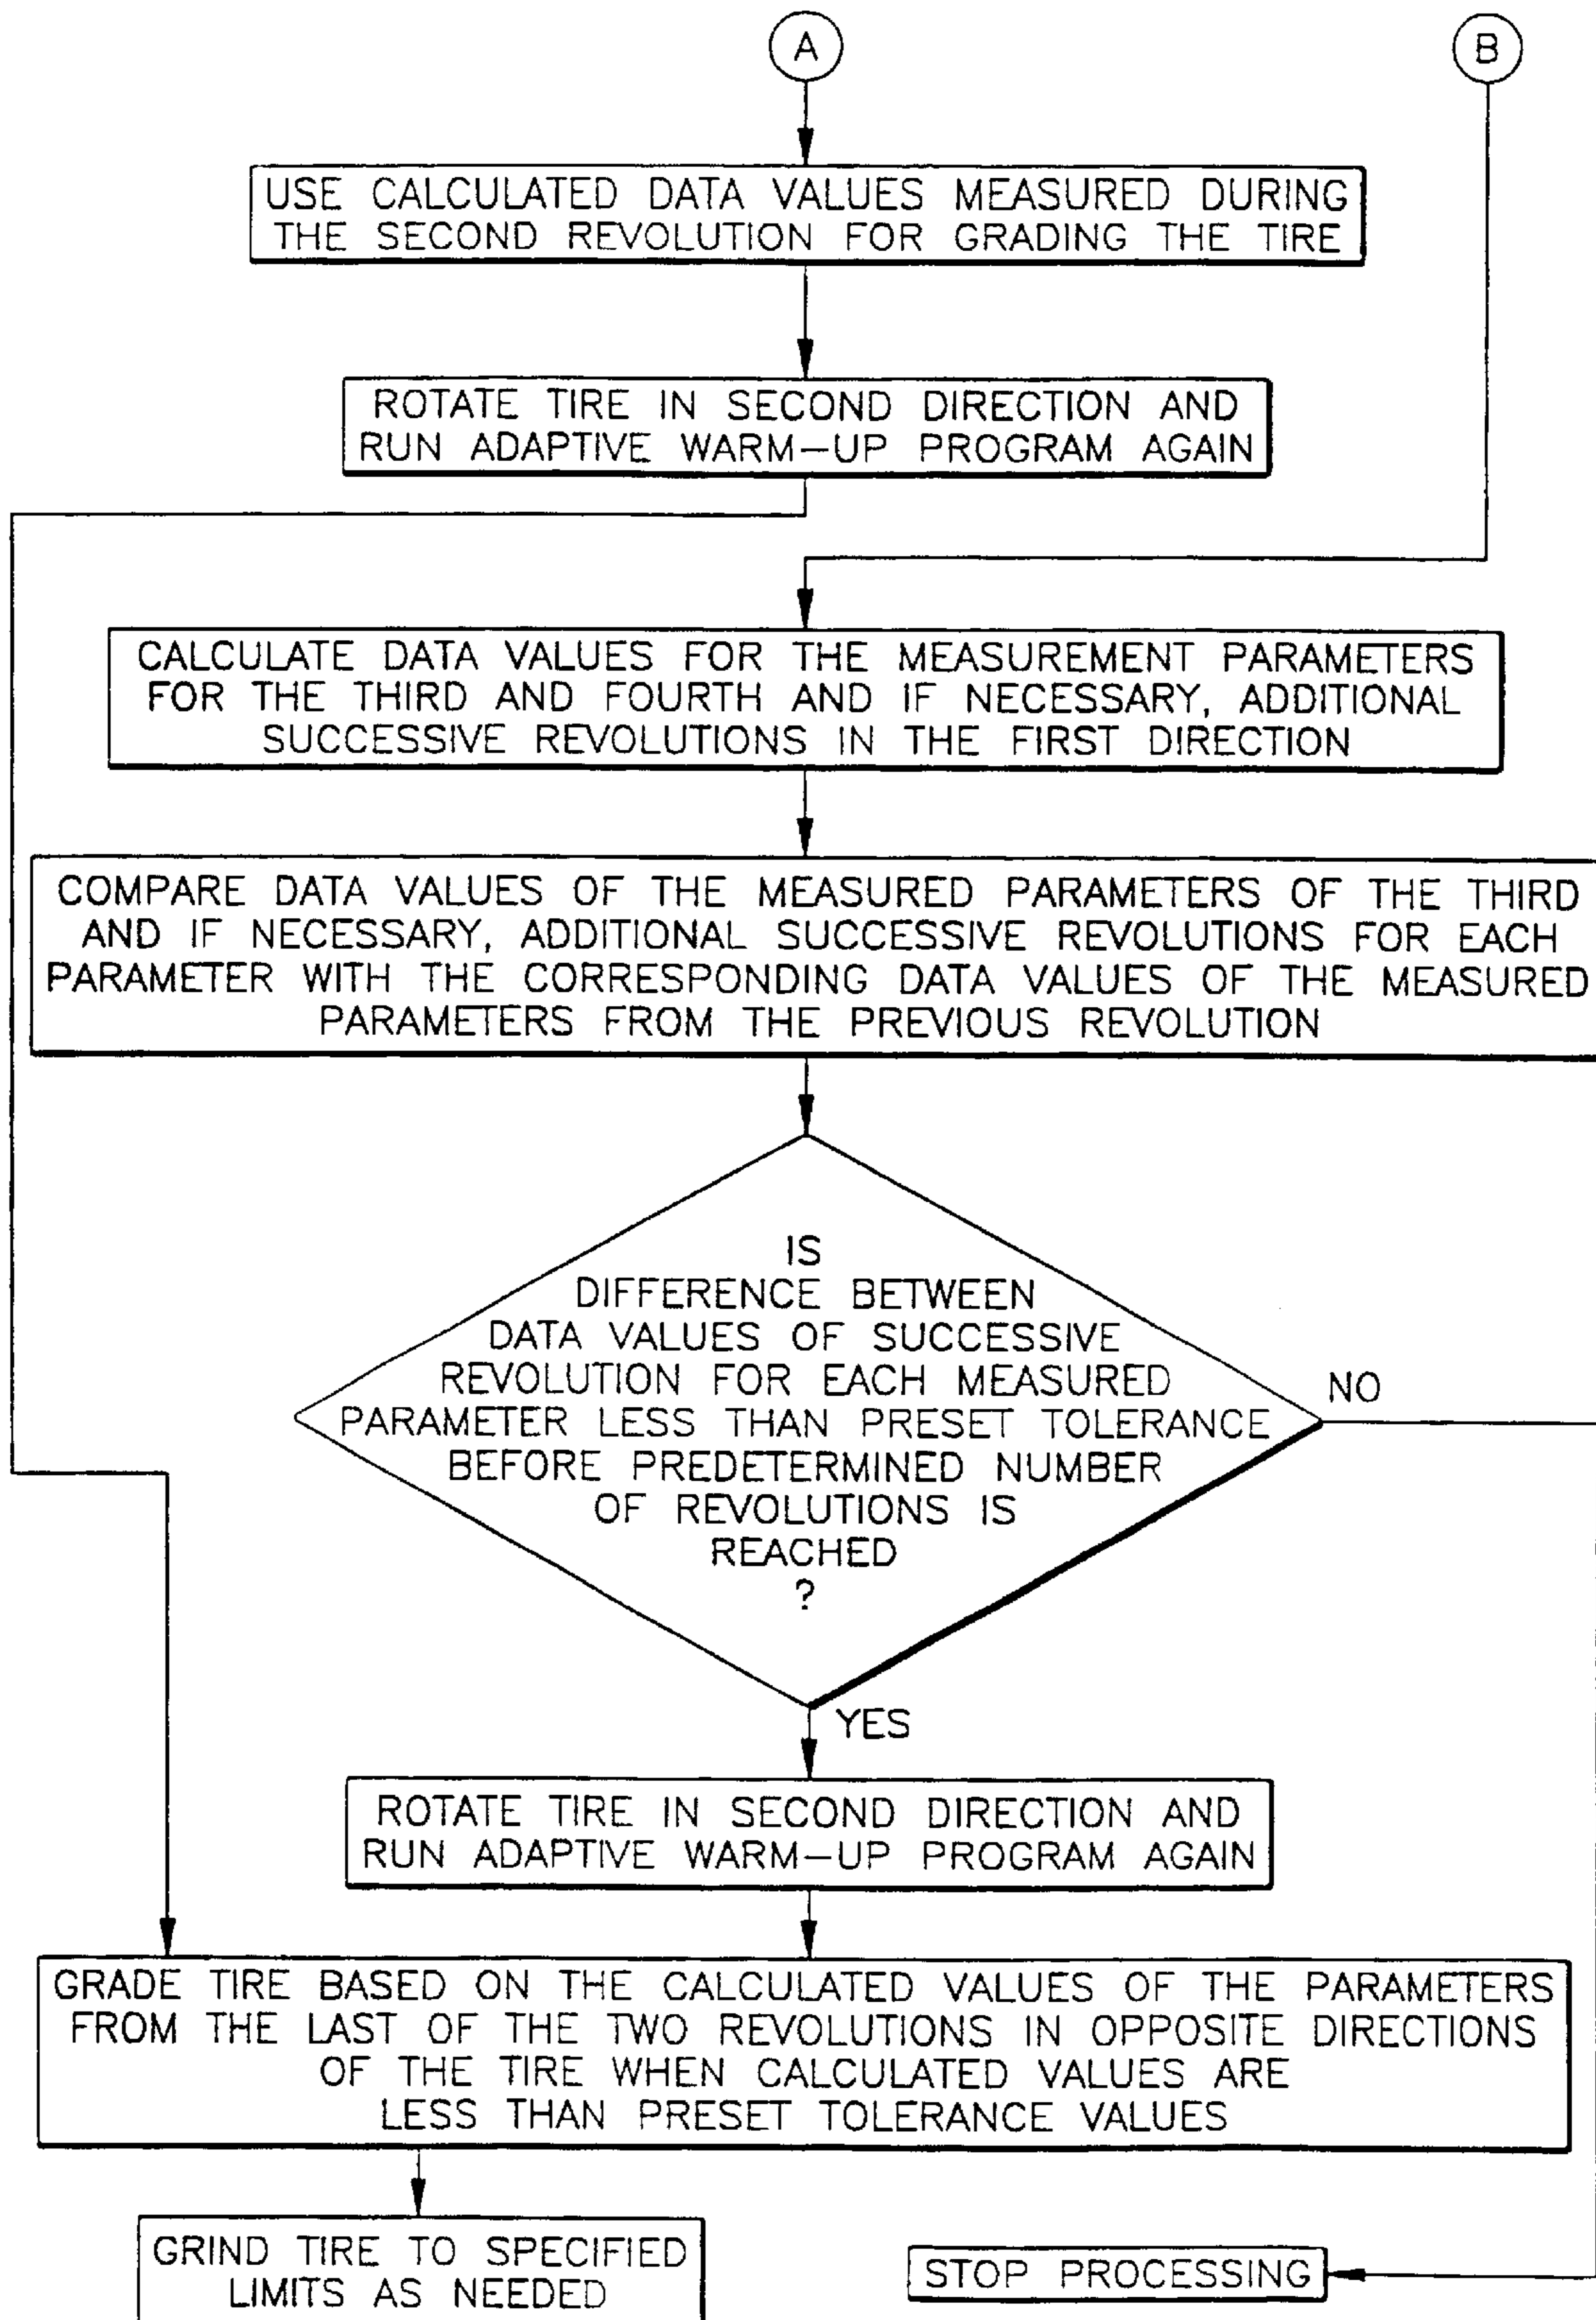 A
B
USE CALCULATED DATA VALUES MEASURED DURING
THE SECOND REVOLUTION FOR GRADING THE TIRE
ROTATE TIRE IN SECOND DIRECTION AND
RUN ADAPTIVE WARM-UP PROGRAM AGAIN
CALCULATE DATA VALUES FOR THE MEASUREMENT PARAMETERS
FOR THE THIRD AND FOURTH AND IF NECESSARY, ADDITIONAL
SUCCESSIVE REVOLUTIONS IN THE FIRST DIRECTION
COMPARE DATA VALUES OF THE MEASURED PARAMETERS OF THE THIRD
AND IF NECESSARY, ADDITIONAL SUCCESSIVE REVOLUTIONS FOR EACH
PARAMETER WITH THE CORRESPONDING DATA VALUES OF THE MEASURED
PARAMETERS FROM THE PREVIOUS REVOLUTION
IS
DIFFERENCE BETWEEN
DATA VALUES OF SUCCESSIVE
REVOLUTION FOR EACH MEASURED
PARAMETER LESS THAN PRESET TOLERANCE
BEFORE PREDETERMINED NUMBER
OF REVOLUTIONS IS
REACHED
?
NO
YES
ROTATE TIRE IN SECOND DIRECTION AND
RUN ADAPTIVE WARM-UP PROGRAM AGAIN
GRADE TIRE BASED ON THE CALCULATED VALUES OF THE PARAMETERS
FROM THE LAST OF THE TWO REVOLUTIONS IN OPPOSITE DIRECTIONS
OF THE TIRE WHEN CALCULATED VALUES ARE
LESS THAN PRESET TOLERANCE VALUES
GRIND TIRE TO SPECIFIED
LIMITS AS NEEDED
STOP PROCESSING